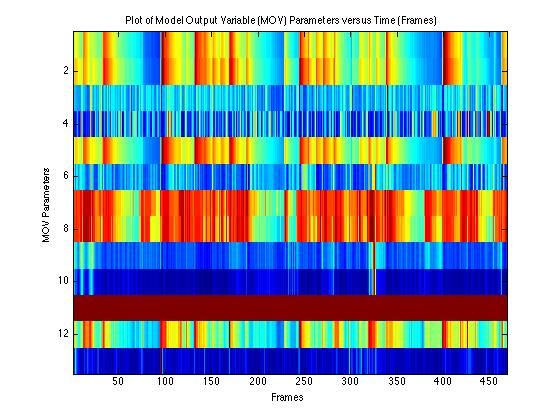 Plot of Model Output Variable (MOV) Parameters versus Time (Frames)
MOV Parameters
2
4
6
8
10
12
50 100 150 200 250 300 350 400 450
Frames